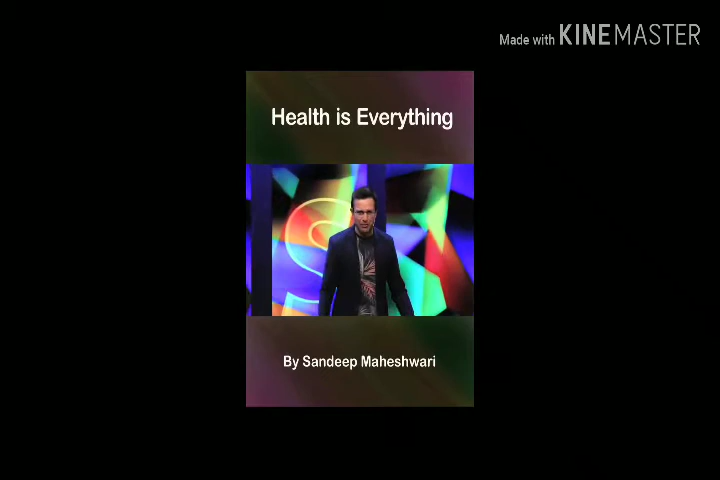 Made with KINEMASTER
Health is Everything
By Sandeep Maheshwari